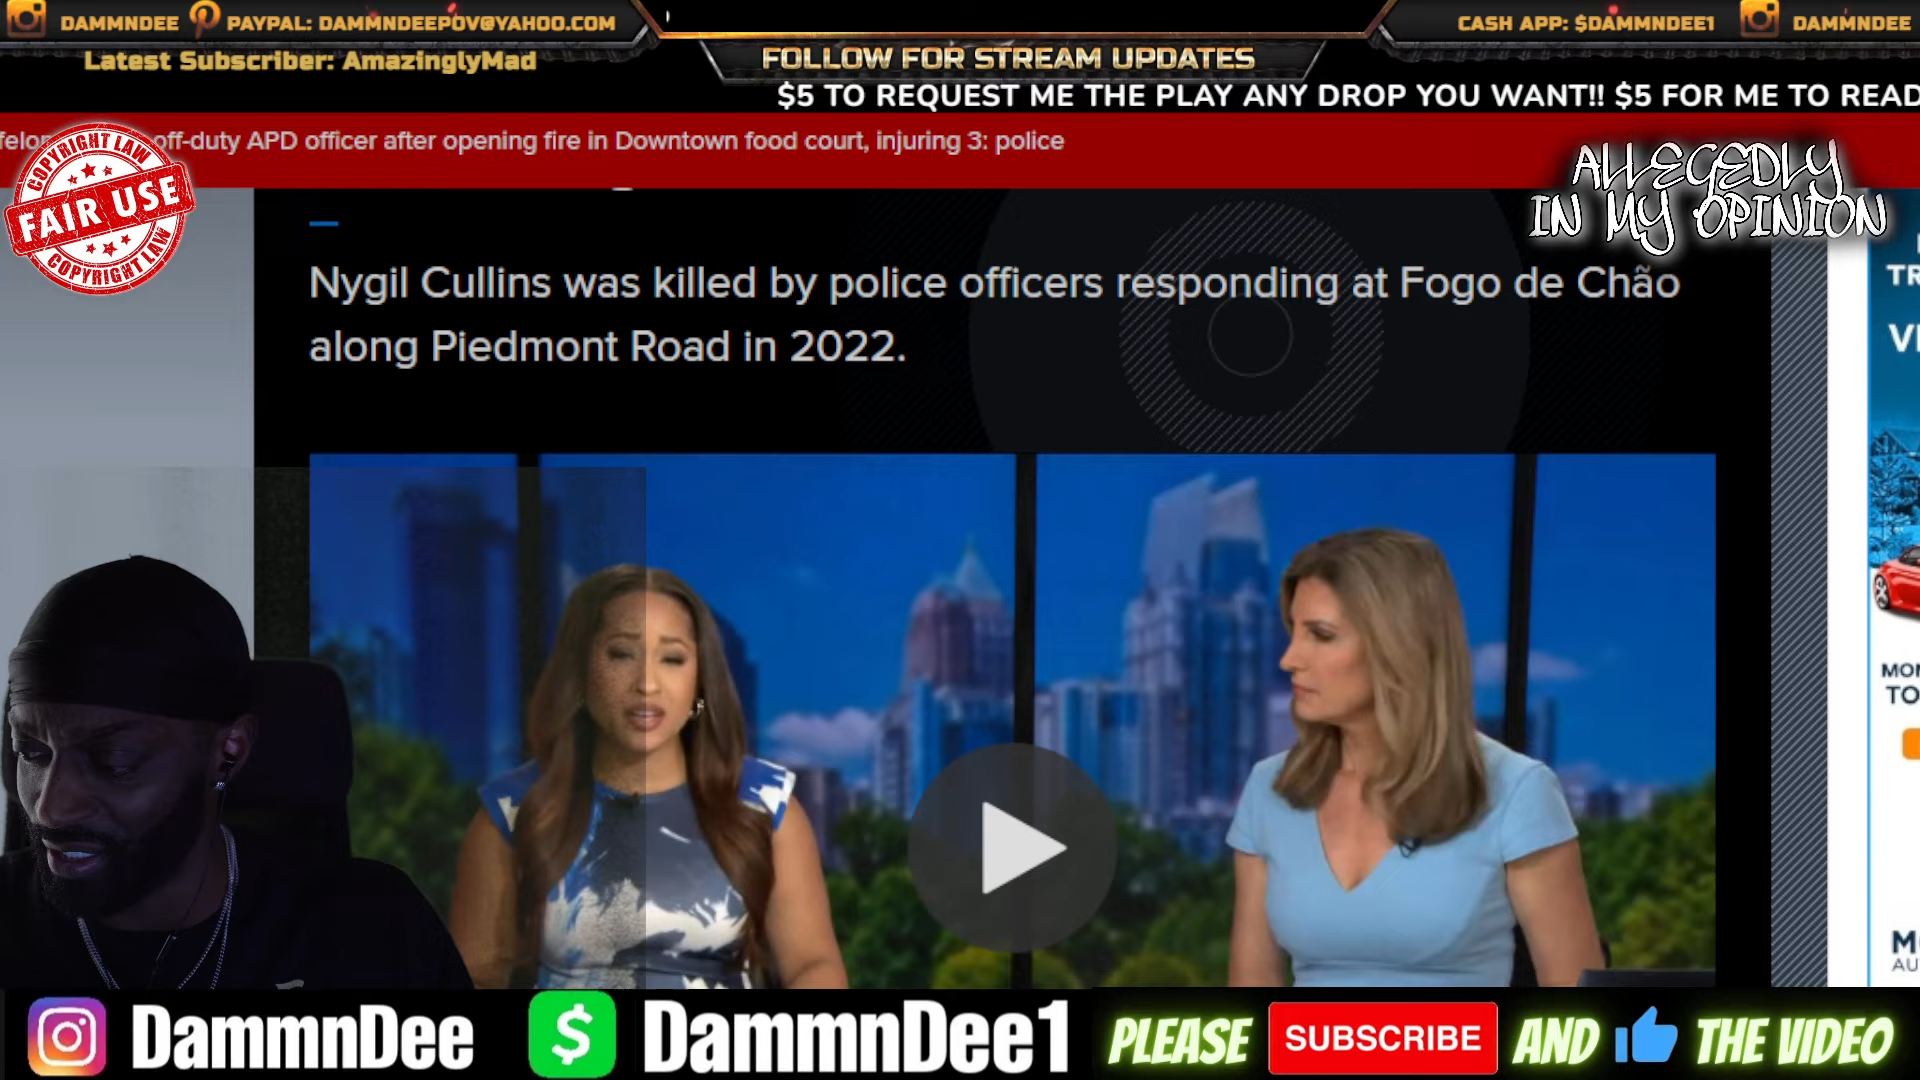 DAMMNDEE
PAYPAL: DAMMNDEEPOV@YAHOO.COM
CASH APP: $DAMMNDEE1
DAMMNDEE
Latest Subscriber: AmazinglyMad
FOLLOW FOR STREAM UPDATES
$5 TO REQUEST ME THE PLAY ANY DROP YOU WANT!! $5 FOR ME TO READ
off-duty APD officer after opening fire in Downtown food court, injuring 3: police
COPYRIGHT LAW
FAIR USE
COPYRIGHT LAW
ALLEGEDLY
IN MY OPINION
Nygil Cullins was killed by police officers responding at Fogo de Chão
along Piedmont Road in 2022.
DammnDee
$
DammnDee1
PLEASE
SUBSCRIBE
AND
THE VIDEO